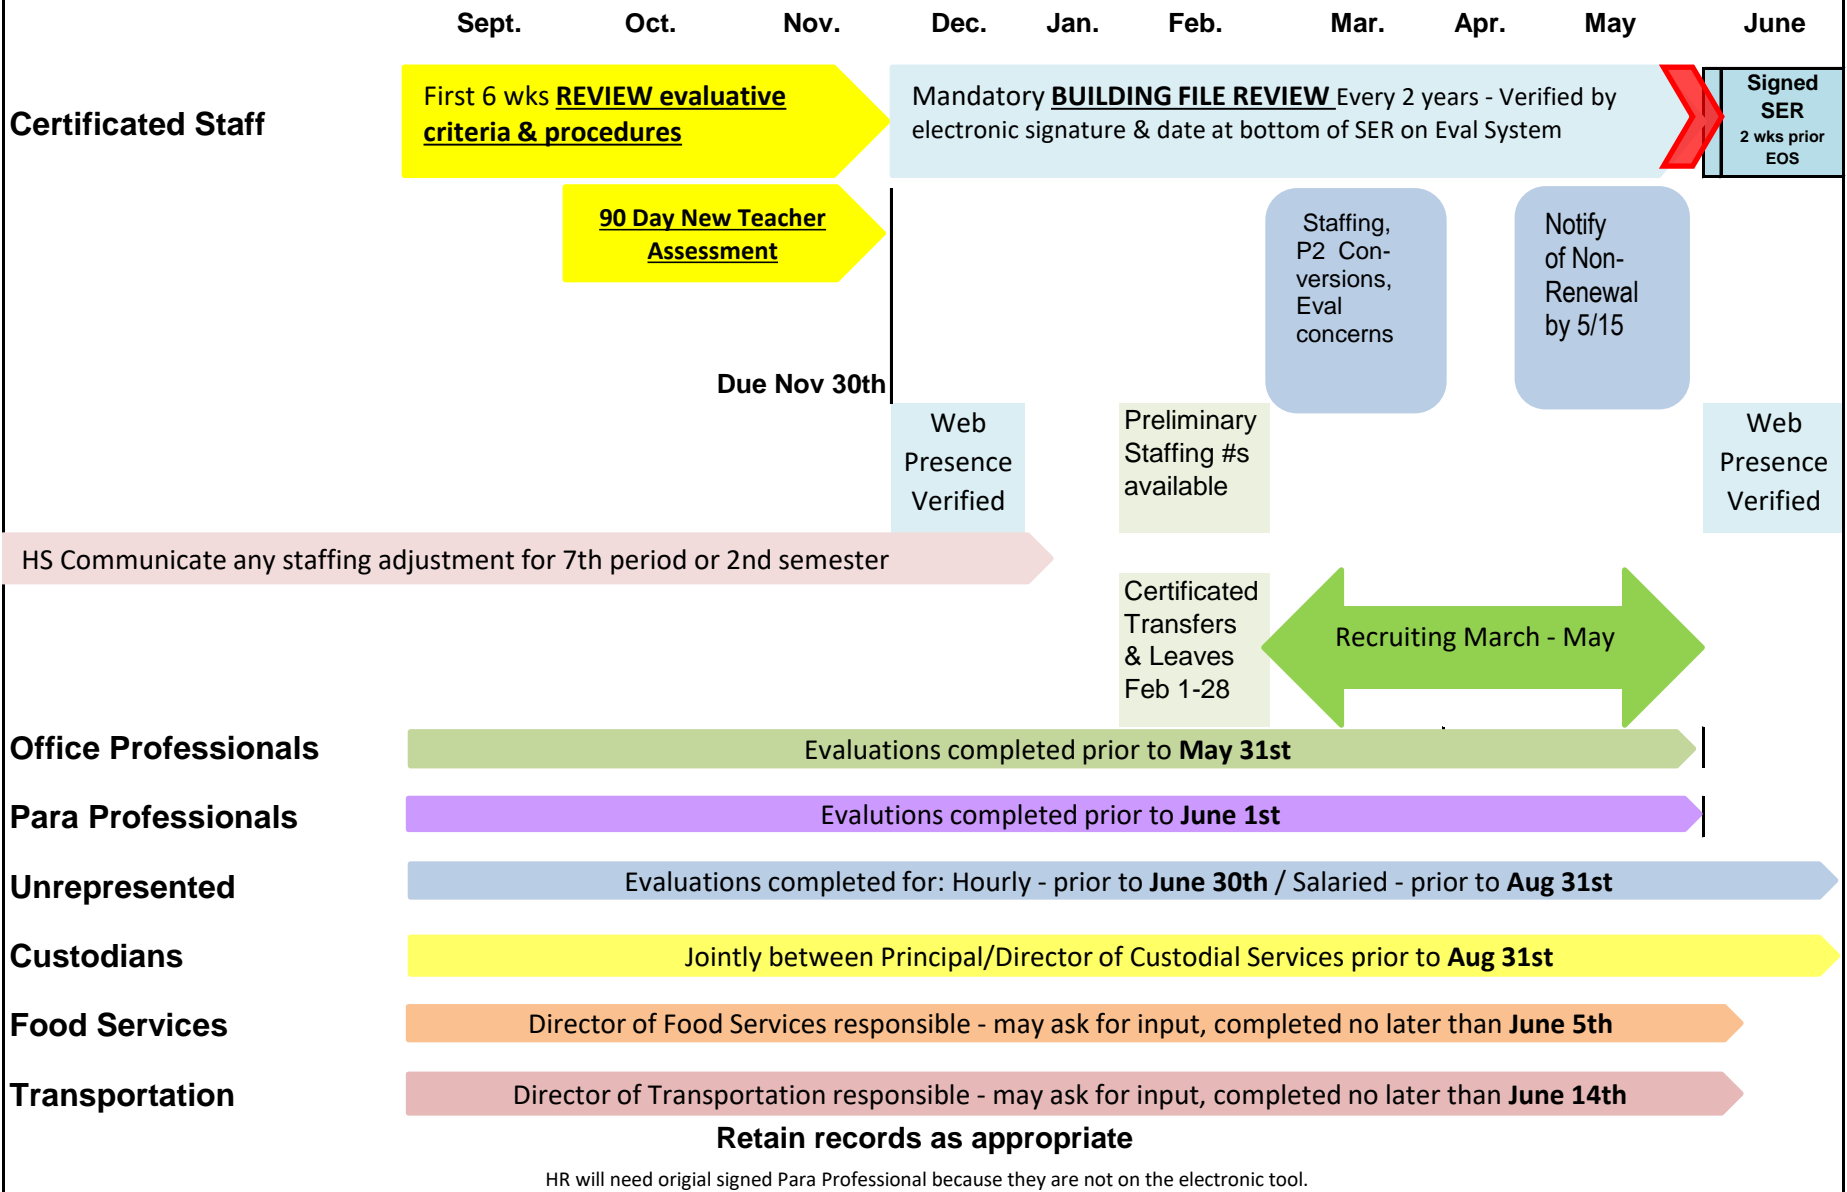 Sept. Oct. Nov. Dec. Jan. Feb. Mar. Apr. May June
Certificated Staff
First 6 wks REVIEW evaluative
criteria & procedures
Mandatory BUILDING FILE REVIEW Every 2 years - Verified by
electronic signature & date at bottom of SER on Eval System
Signed
SER
2 wks prior
EOS
90 Day New Teacher
Assessment
Staffing,
P2 Con-
versions,
Eval
concerns
Notify
of Non-
Renewal
by 5/15
Due Nov 30th
Web
Presence
Verified
Preliminary
Staffing #s
available
Web
Presence
Verified
HS Communicate any staffing adjustment for 7th period or 2nd semester
Certificated
Transfers
& Leaves
Feb 1-28
Recruiting March - May
Office Professionals
Evaluations completed prior to May 31st
Para Professionals
Evalutions completed prior to June 1st
Unrepresented
Evaluations completed for: Hourly - prior to June 30th / Salaried - prior to Aug 31st
Custodians
Jointly between Principal/Director of Custodial Services prior to Aug 31st
Food Services
Director of Food Services responsible - may ask for input, completed no later than June 5th
Transportation
Director of Transportation responsible - may ask for input, completed no later than June 14th
Retain records as appropriate
HR will need origial signed Para Professional because they are not on the electronic tool.